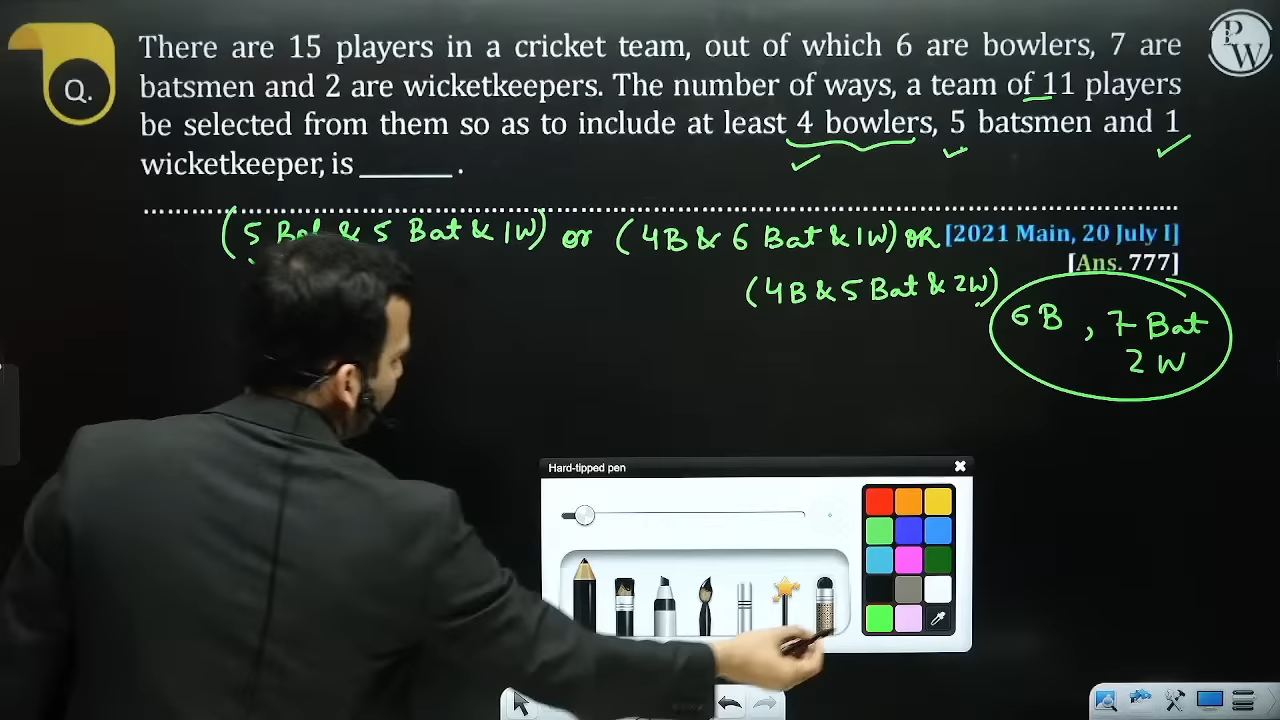 Q.
There are 15 players in a cricket team, out of which 6 are bowlers, 7 are
batsmen and 2 are wicketkeepers. The number of ways, a team of 11 players
be selected from them so as to include at least 4 bowlers, 5 batsmen and 1
wicketkeeper, is _______ .
PW
(5 & 5 Bat & 1W) or (4B & 6 Bat & 1W) OR [2021 Main, 20 July I]
[Ans. 777]
(4B & 5 Bat & 2W)
6B , 7 Bat
2 W
Hard-tipped pen